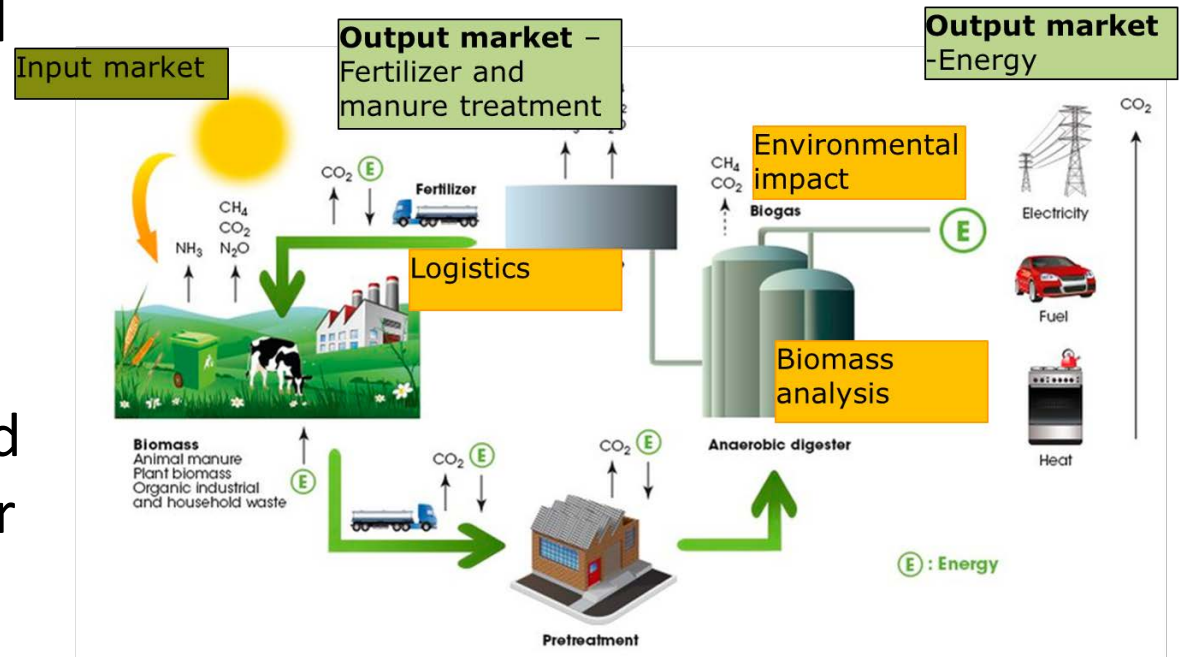 Input market
Output market –
Fertilizer and
manure treatment
Output market
-Energy
CO₂
Environmental
impact
CH₄
CO₂
Biogas
E
Electricity
Fuel
Heat
CO₂ E
Fertilizer
Logistics
CH₄
CO₂
NH₃ N₂O
Biomass
analysis
Anaerobic digester
Biomass
Animal manure
Plant biomass
Organic industrial
and household waste
E
CO₂ E
CO₂ E
Pretreatment
E : Energy
d
r